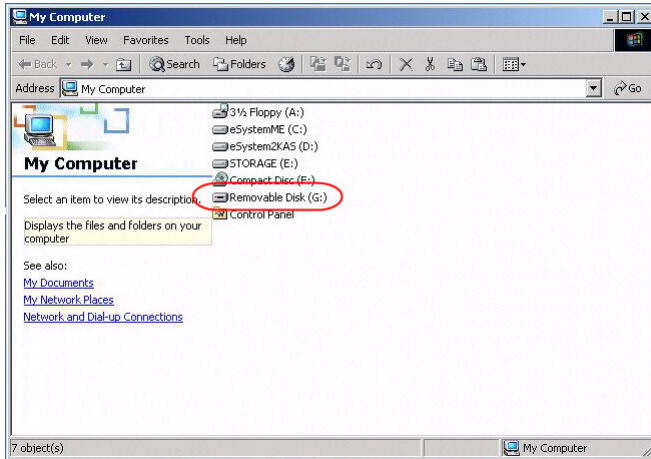 My Computer
File Edit View Favorites Tools Help
Back Search Folders
Address My Computer Go
3½ Floppy (A:)
eSystemME (C:)
eSystem2KAS (D:)
STORAGE (E:)
Compact Disc (F:)
Removable Disk (G:)
Control Panel
My Computer
Select an item to view its description.
Displays the files and folders on your
computer
See also:
My Documents
My Network Places
Network and Dial-up Connections
7 object(s) My Computer